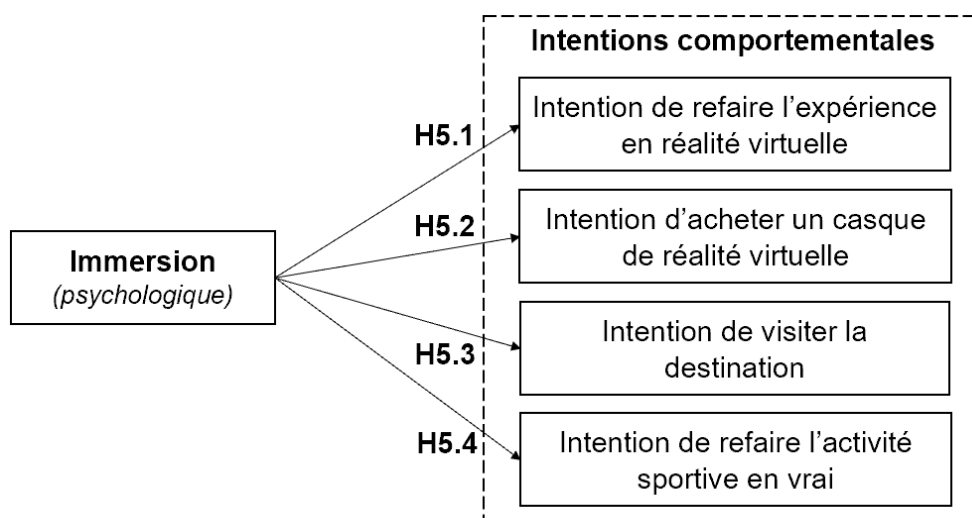 Intentions comportementales
Intention de refaire l’expérience
en réalité virtuelle
H5.1
Intention d’acheter un casque
de réalité virtuelle
H5.2
Immersion
(psychologique)
Intention de visiter la
destination
H5.3
Intention de refaire l’activité
sportive en vrai
H5.4